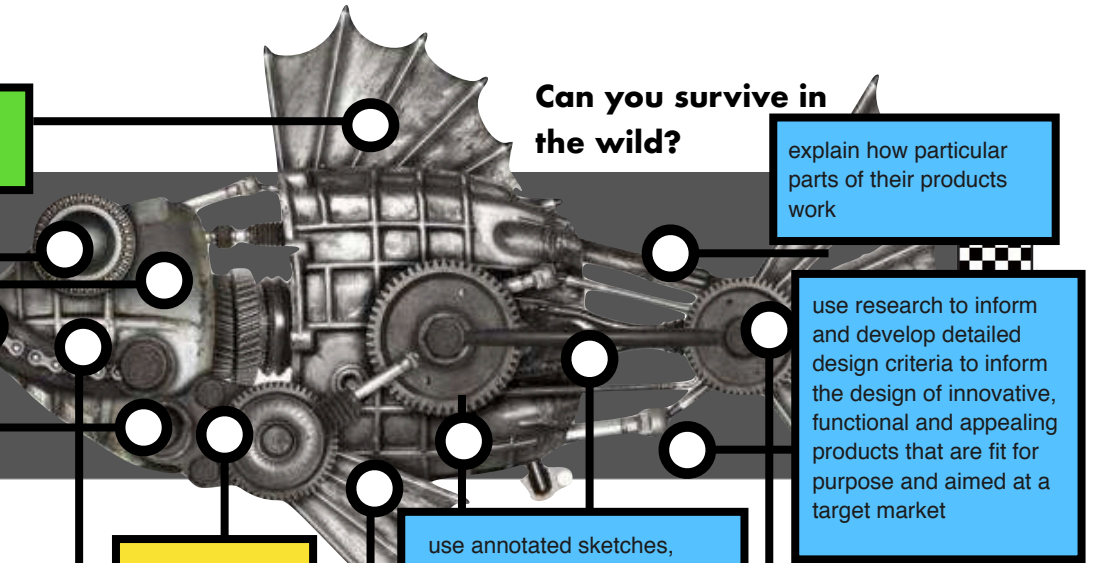 Can you survive in
the wild?
explain how particular
parts of their products
work
use research to inform
and develop detailed
design criteria to inform
the design of innovative,
functional and appealing
products that are fit for
purpose and aimed at a
target market
use annotated sketches,